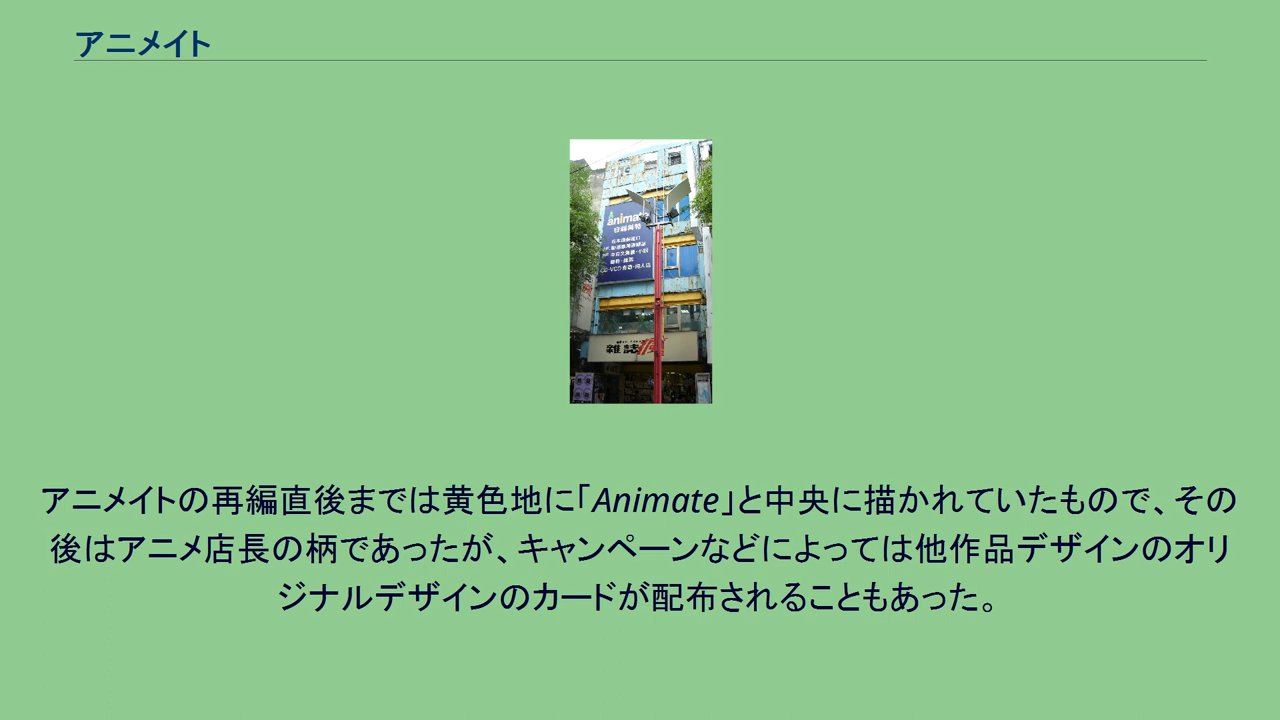 アニメイト
animate
雑誌
アニメイトの再編直後までは黄色地に「Animate」と中央に描かれていたもので、その
後はアニメ店長の柄であったが、キャンペーンなどによっては他作品デザインのオリ
ジナルデザインのカードが配布されることもあった。